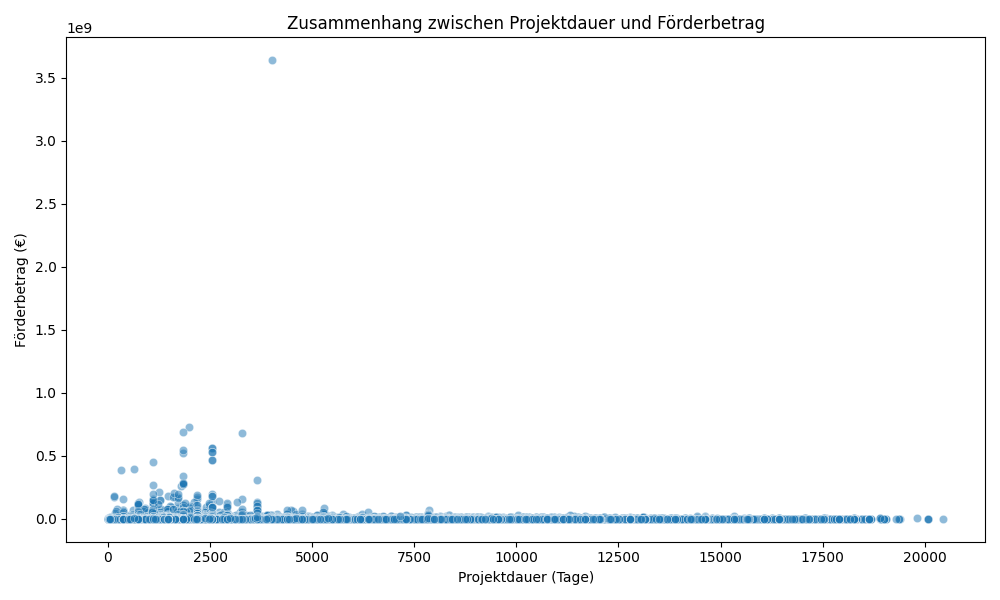 Zusammenhang zwischen Projektdauer und Förderbetrag
1e9
3.5
3.0
2.5
2.0
1.5
1.0
0.5
0.0
Förderbetrag (€)
0 2500 5000 7500 10000 12500 15000 17500 20000
Projektdauer (Tage)